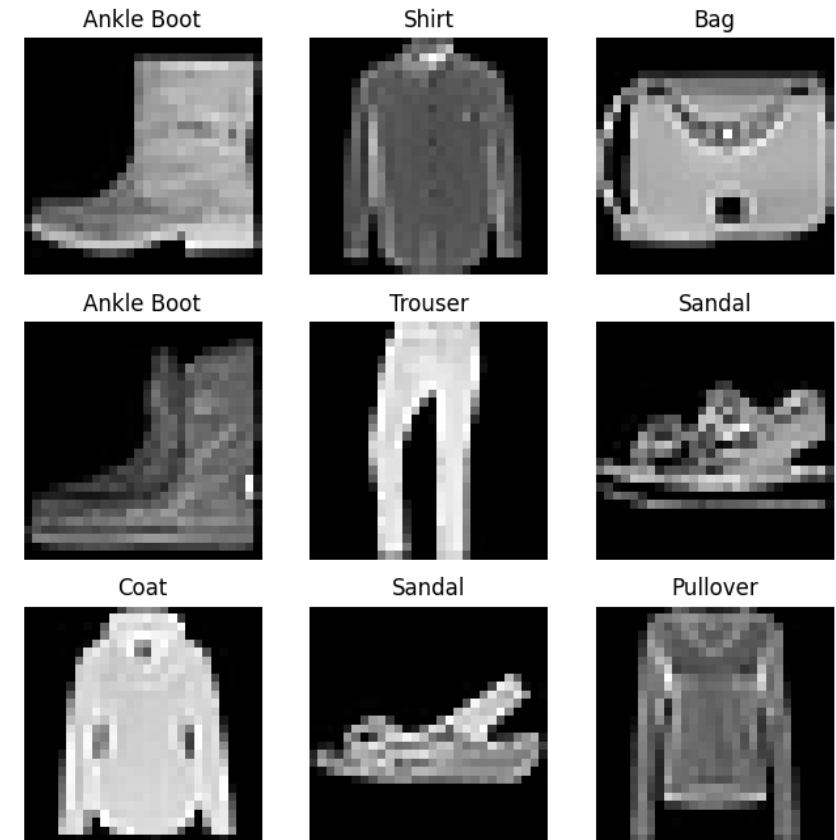 Ankle Boot
Shirt
Bag
Ankle Boot
Trouser
Sandal
Coat
Sandal
Pullover